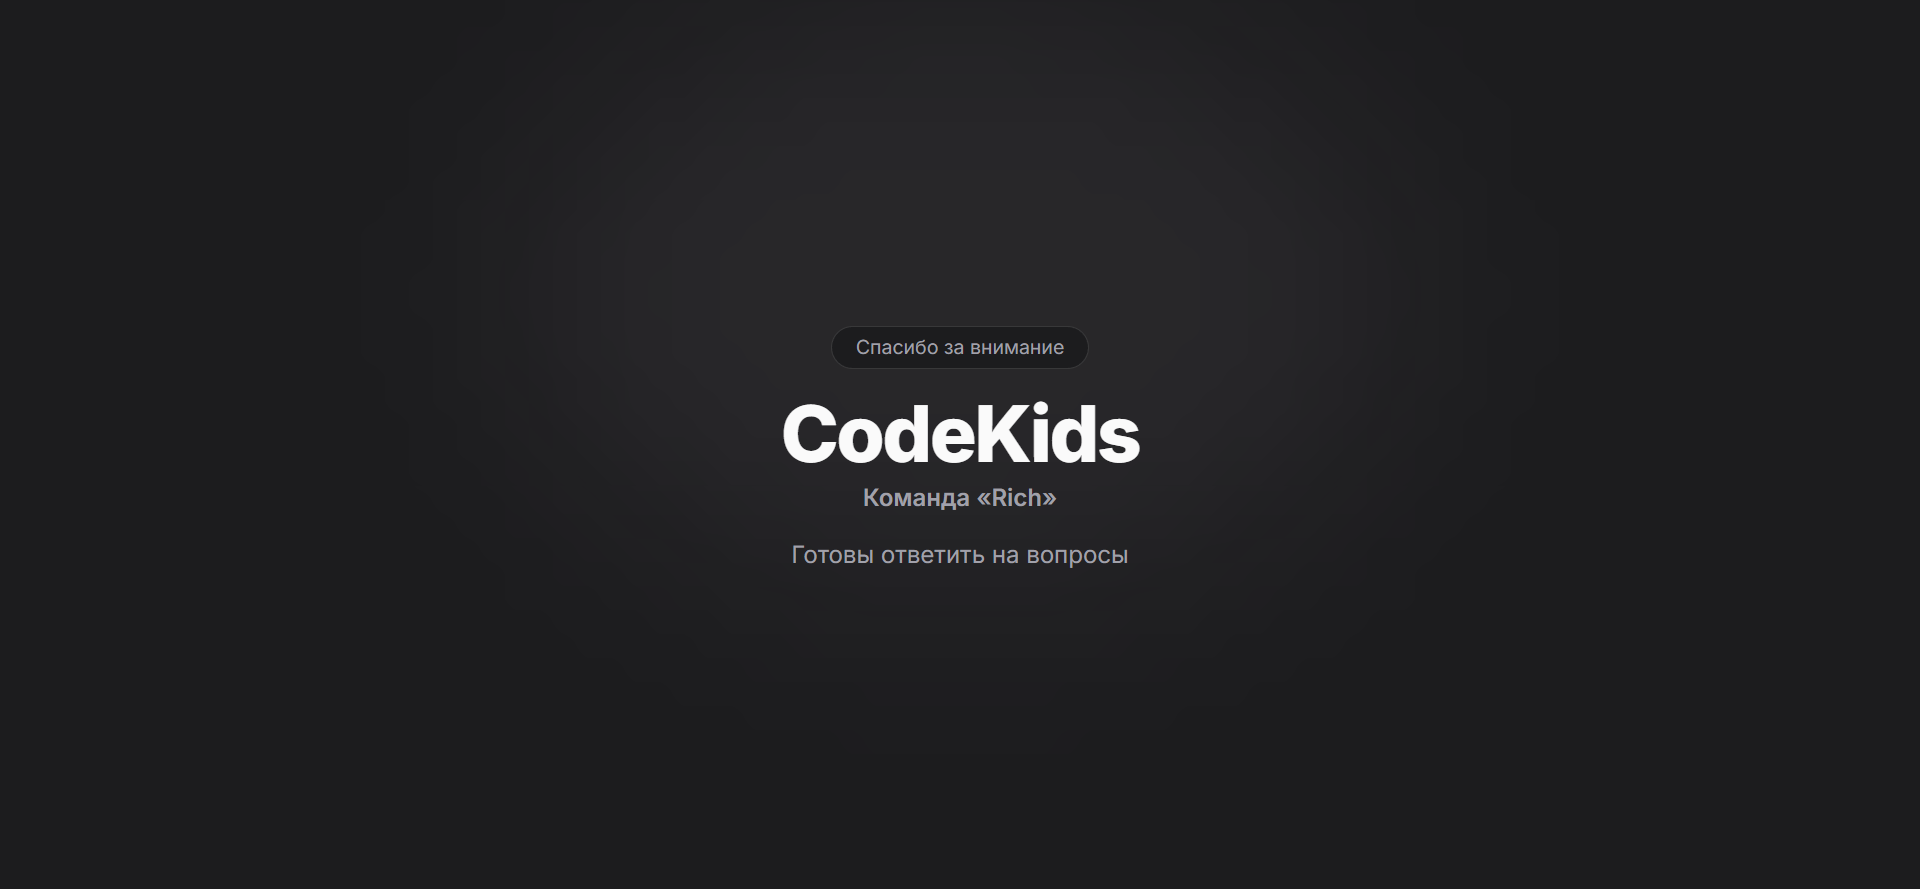 Спасибо за внимание
CodeKids
Команда «Rich»
Готовы ответить на вопросы